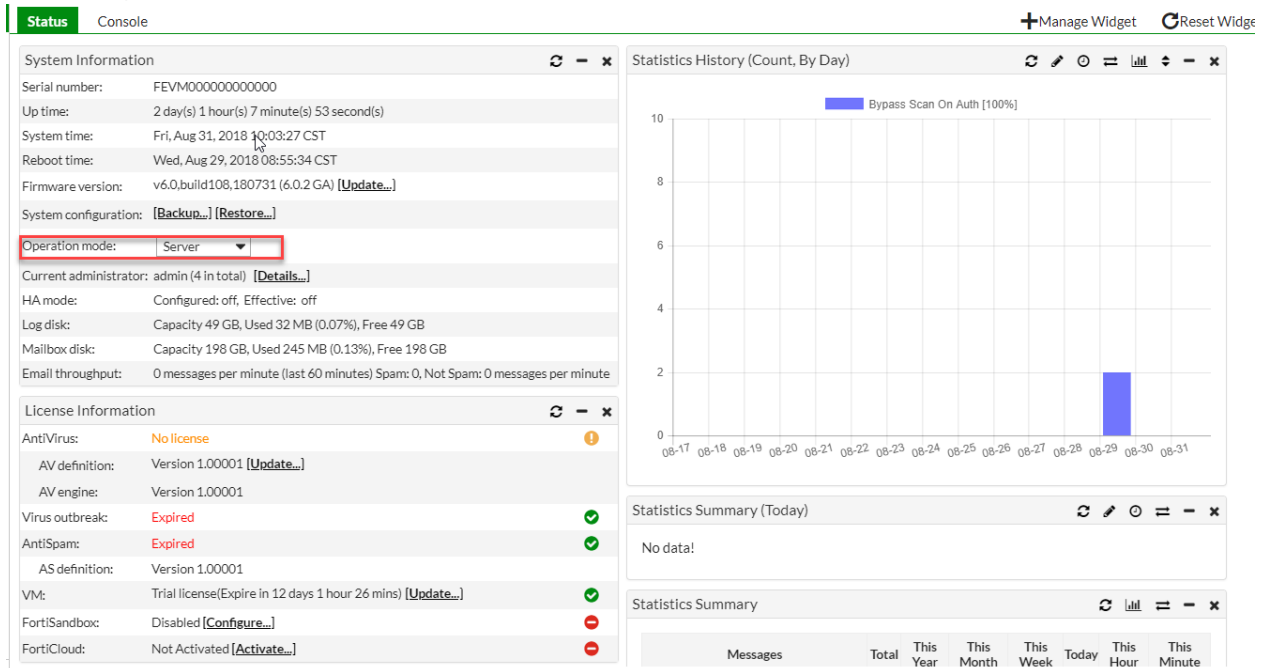 Status Console
Manage Widget Reset Widge
System Information
Serial number: FEVM000000000000
Up time: 2 day(s) 1 hour(s) 7 minute(s) 53 second(s)
System time: Fri, Aug 31, 2018 10:03:27 CST
Reboot time: Wed, Aug 29, 2018 08:55:34 CST
Firmware version: v6.0,build108,180731 (6.0.2 GA) [Update...]
System configuration: [Backup...] [Restore...]
Operation mode: Server
Current administrator: admin (4 in total) [Details...]
HA mode: Configured: off, Effective: off
Log disk: Capacity 49 GB, Used 32 MB (0.07%), Free 49 GB
Mailbox disk: Capacity 198 GB, Used 245 MB (0.13%), Free 198 GB
Email throughput: 0 messages per minute (last 60 minutes) Spam: 0, Not Spam: 0 messages per minute
License Information
AntiVirus: No license
AV definition: Version 1.00001 [Update...]
AV engine: Version 1.00001
Virus outbreak: Expired
AntiSpam: Expired
AS definition: Version 1.00001
VM: Trial license(Expire in 12 days 1 hour 26 mins) [Update...]
FortiSandbox: Disabled [Configure...]
FortiCloud: Not Activated [Activate...]
Statistics History (Count, By Day)
Bypass Scan On Auth [100%]
10
8
6
4
2
0
08-17 08-18 08-19 08-20 08-21 08-22 08-23 08-24 08-25 08-26 08-27 08-28 08-29 08-30 08-31
Statistics Summary (Today)
No data!
Statistics Summary
Messages Total This Year This Month This Week Today This Hour This Minute